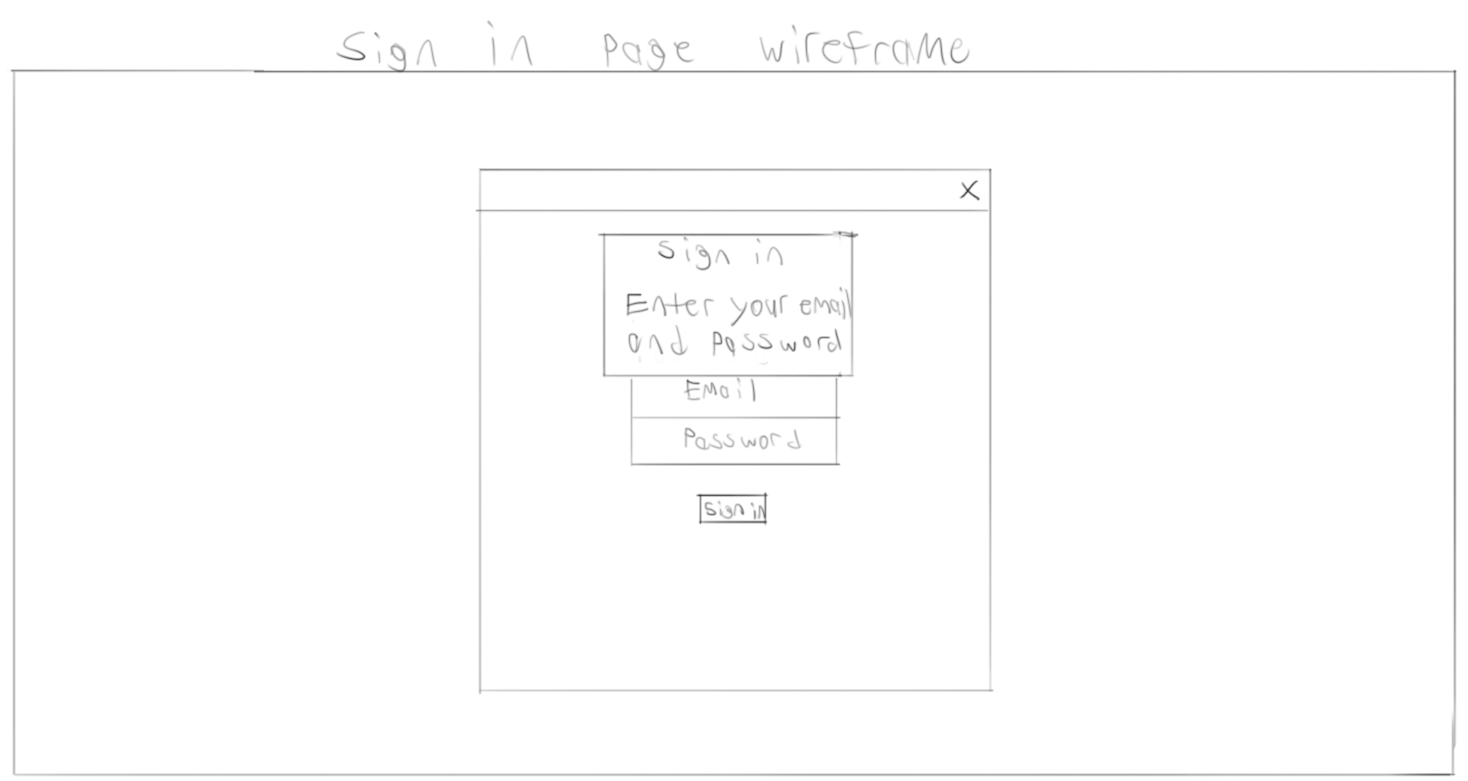 Sign in Page wireframe
X
Sign in
Enter your email
and Password
Email
Password
Sign in